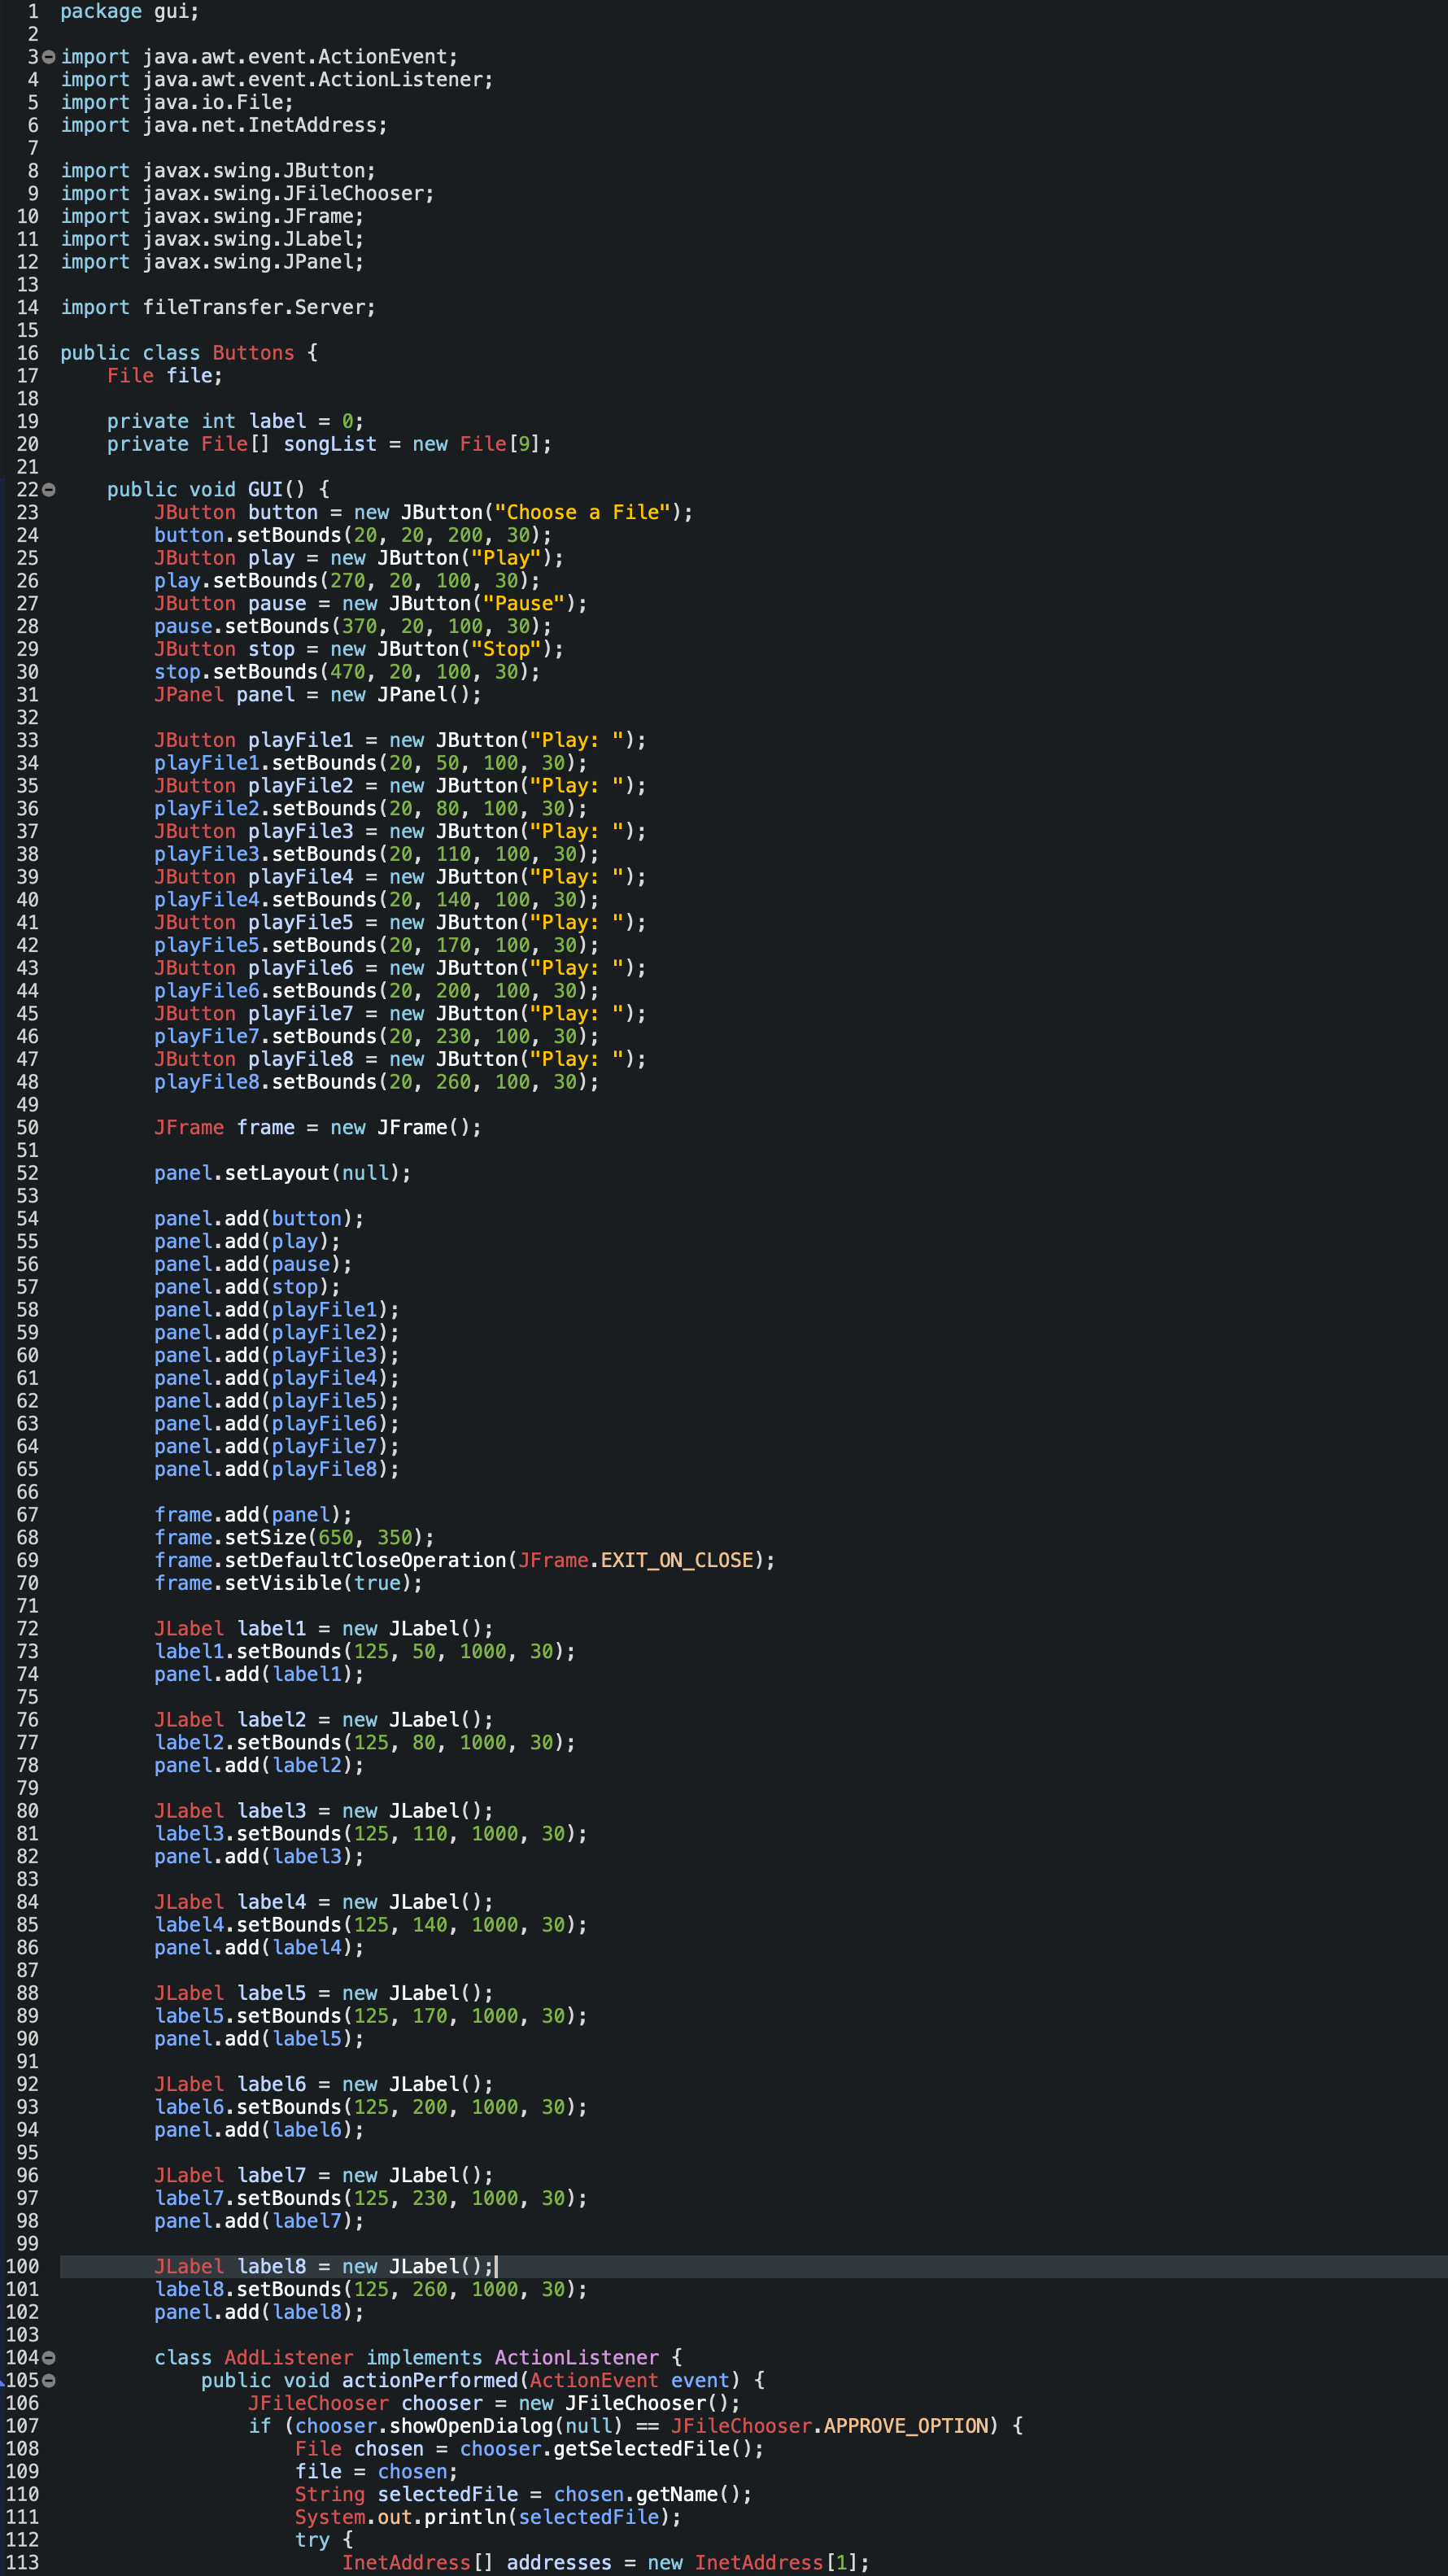 1 package gui;
2
3 import java.awt.event.ActionEvent;
4 import java.awt.event.ActionListener;
5 import java.io.File;
6 import java.net.InetAddress;
7
8 import javax.swing.JButton;
9 import javax.swing.JFileChooser;
10 import javax.swing.JFrame;
11 import javax.swing.JLabel;
12 import javax.swing.JPanel;
13
14 import fileTransfer.Server;
15
16 public class Buttons {
17     File file;
18
19     private int label = 0;
20     private File[] songList = new File[9];
21
22     public void GUI() {
23         JButton button = new JButton("Choose a File");
24         button.setBounds(20, 20, 200, 30);
25         JButton play = new JButton("Play");
26         play.setBounds(270, 20, 100, 30);
27         JButton pause = new JButton("Pause");
28         pause.setBounds(370, 20, 100, 30);
29         JButton stop = new JButton("Stop");
30         stop.setBounds(470, 20, 100, 30);
31         JPanel panel = new JPanel();
32
33         JButton playFile1 = new JButton("Play: ");
34         playFile1.setBounds(20, 50, 100, 30);
35         JButton playFile2 = new JButton("Play: ");
36         playFile2.setBounds(20, 80, 100, 30);
37         JButton playFile3 = new JButton("Play: ");
38         playFile3.setBounds(20, 110, 100, 30);
39         JButton playFile4 = new JButton("Play: ");
40         playFile4.setBounds(20, 140, 100, 30);
41         JButton playFile5 = new JButton("Play: ");
42         playFile5.setBounds(20, 170, 100, 30);
43         JButton playFile6 = new JButton("Play: ");
44         playFile6.setBounds(20, 200, 100, 30);
45         JButton playFile7 = new JButton("Play: ");
46         playFile7.setBounds(20, 230, 100, 30);
47         JButton playFile8 = new JButton("Play: ");
48         playFile8.setBounds(20, 260, 100, 30);
49
50         JFrame frame = new JFrame();
51
52         panel.setLayout(null);
53
54         panel.add(button);
55         panel.add(play);
56         panel.add(pause);
57         panel.add(stop);
58         panel.add(playFile1);
59         panel.add(playFile2);
60         panel.add(playFile3);
61         panel.add(playFile4);
62         panel.add(playFile5);
63         panel.add(playFile6);
64         panel.add(playFile7);
65         panel.add(playFile8);
66
67         frame.add(panel);
68         frame.setSize(650, 350);
69         frame.setDefaultCloseOperation(JFrame.EXIT_ON_CLOSE);
70         frame.setVisible(true);
71
72         JLabel label1 = new JLabel();
73         label1.setBounds(125, 50, 1000, 30);
74         panel.add(label1);
75
76         JLabel label2 = new JLabel();
77         label2.setBounds(125, 80, 1000, 30);
78         panel.add(label2);
79
80         JLabel label3 = new JLabel();
81         label3.setBounds(125, 110, 1000, 30);
82         panel.add(label3);
83
84         JLabel label4 = new JLabel();
85         label4.setBounds(125, 140, 1000, 30);
86         panel.add(label4);
87
88         JLabel label5 = new JLabel();
89         label5.setBounds(125, 170, 1000, 30);
90         panel.add(label5);
91
92         JLabel label6 = new JLabel();
93         label6.setBounds(125, 200, 1000, 30);
94         panel.add(label6);
95
96         JLabel label7 = new JLabel();
97         label7.setBounds(125, 230, 1000, 30);
98         panel.add(label7);
99
100         JLabel label8 = new JLabel();
101         label8.setBounds(125, 260, 1000, 30);
102         panel.add(label8);
103
104         class AddListener implements ActionListener {
105             public void actionPerformed(ActionEvent event) {
106                 JFileChooser chooser = new JFileChooser();
107                 if (chooser.showOpenDialog(null) == JFileChooser.APPROVE_OPTION) {
108                     File chosen = chooser.getSelectedFile();
109                     file = chosen;
110                     String selectedFile = chosen.getName();
111                     System.out.println(selectedFile);
112                     try {
113                         InetAddress[] addresses = new InetAddress[1];